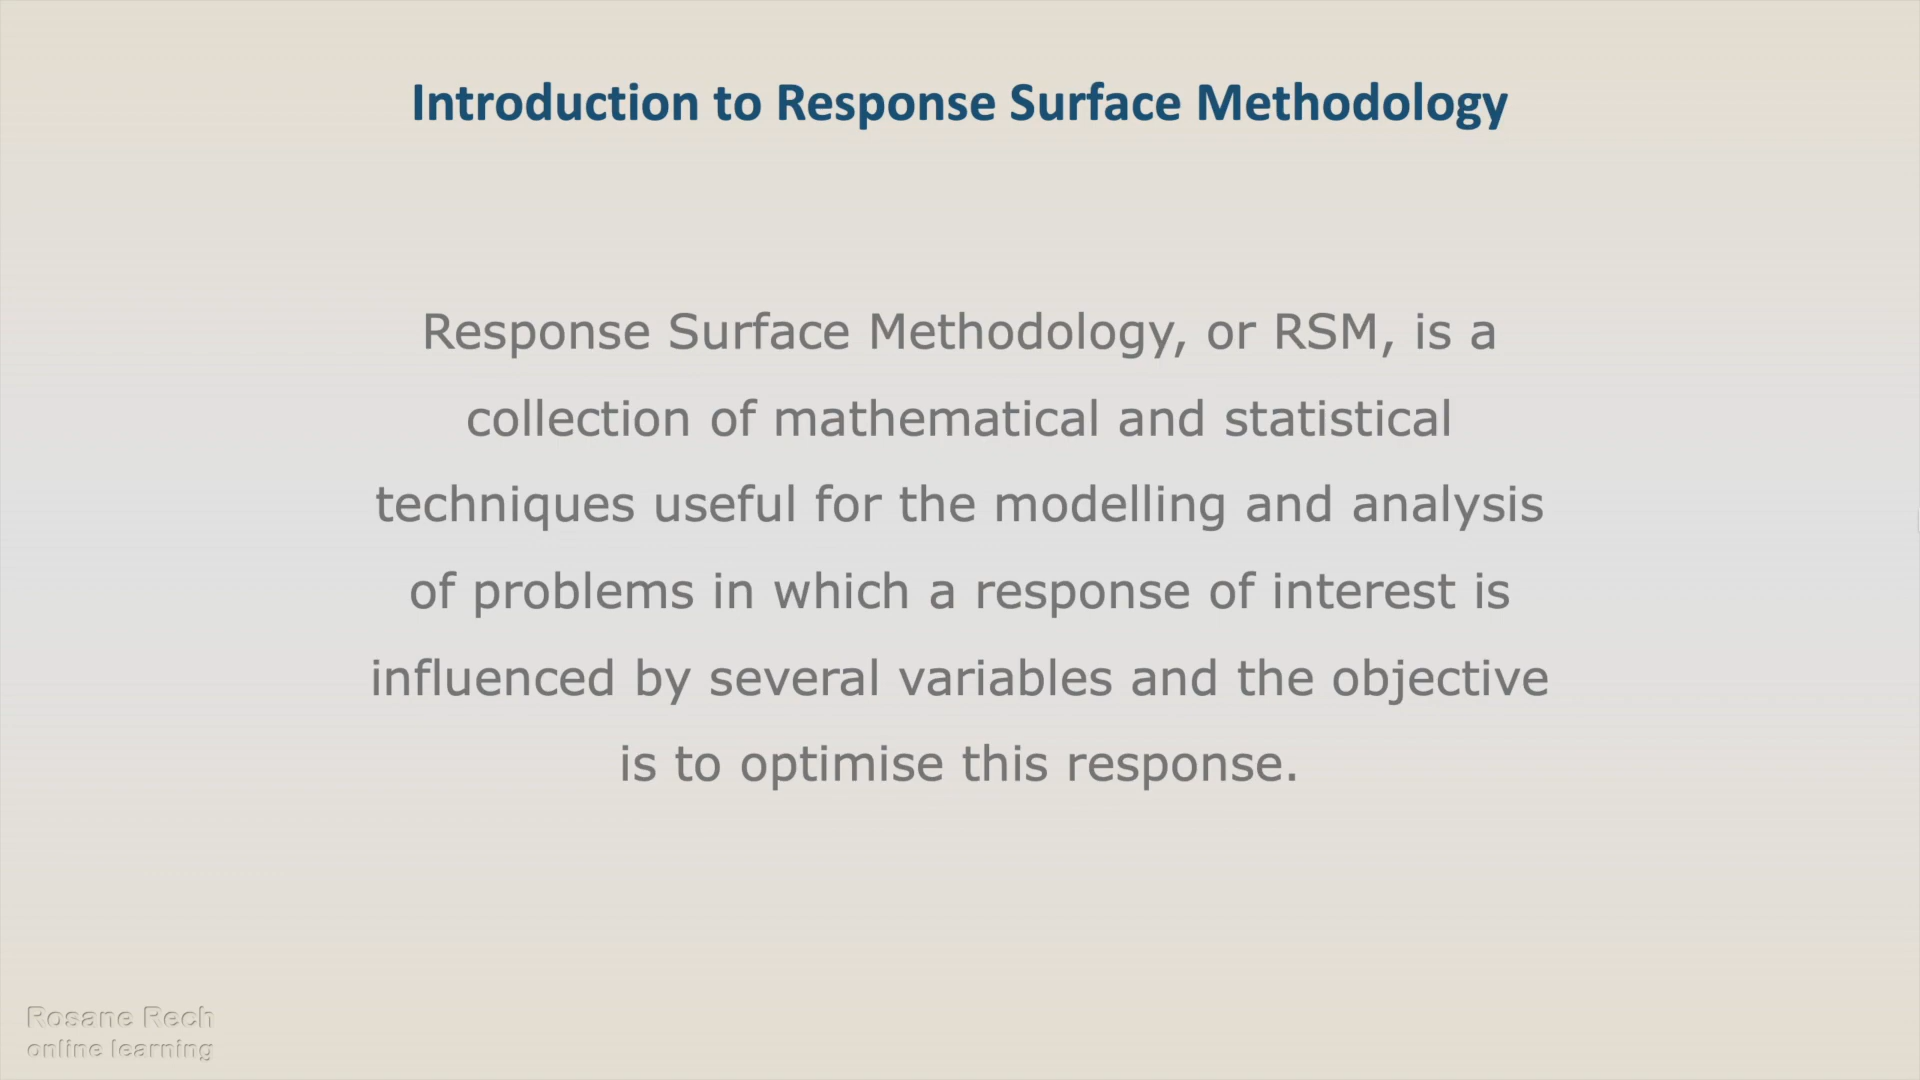 Introduction to Response Surface Methodology
Response Surface Methodology, or RSM, is a
collection of mathematical and statistical
techniques useful for the modelling and analysis
of problems in which a response of interest is
influenced by several variables and the objective
is to optimise this response.
Rosane Rech
online learning